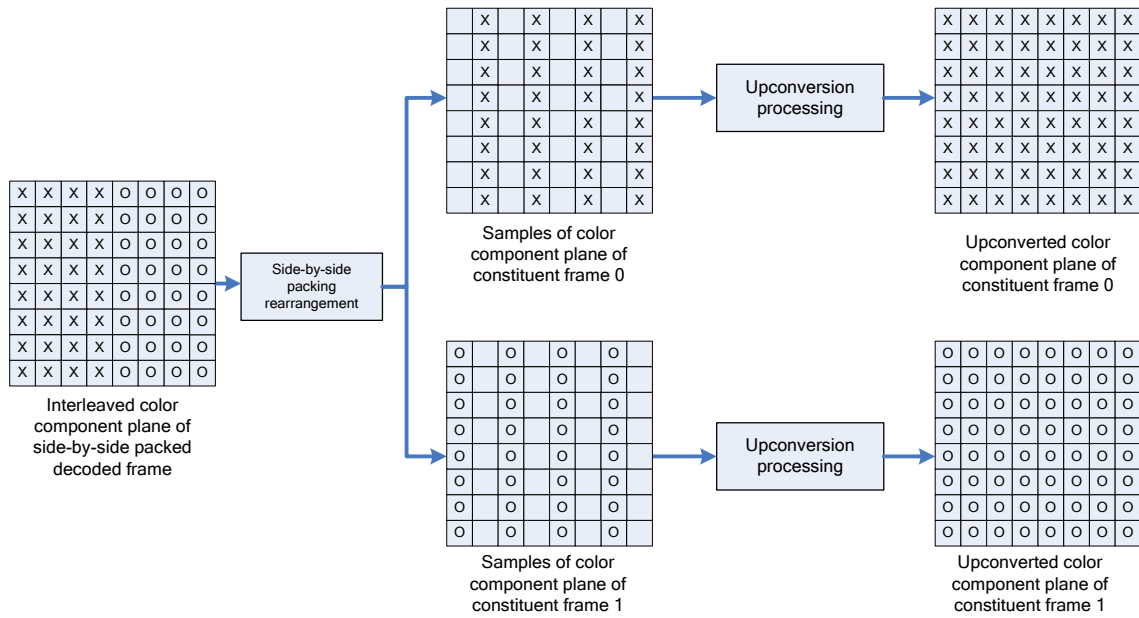 X X X X O O O O
X X X X O O O O
X X X X O O O O
X X X X O O O O
X X X X O O O O
X X X X O O O O
X X X X O O O O
X X X X O O O O
Interleaved color
component plane of
side-by-side packed
decoded frame
Side-by-side
packing
rearrangement
X X X X
X X X X
X X X X
X X X X
X X X X
X X X X
X X X X
X X X X
Samples of color
component plane of
constituent frame 0
Upconversion
processing
X X X X X X X X
X X X X X X X X
X X X X X X X X
X X X X X X X X
X X X X X X X X
X X X X X X X X
X X X X X X X X
X X X X X X X X
Upconverted color
component plane of
constituent frame 0
O O O O
O O O O
O O O O
O O O O
O O O O
O O O O
O O O O
O O O O
Samples of color
component plane of
constituent frame 1
Upconversion
processing
O O O O O O O O
O O O O O O O O
O O O O O O O O
O O O O O O O O
O O O O O O O O
O O O O O O O O
O O O O O O O O
O O O O O O O O
Upconverted color
component plane of
constituent frame 1